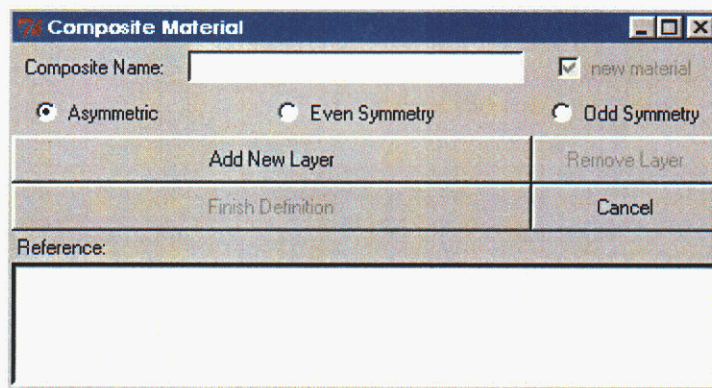 Composite Material
Composite Name: new material
Asymmetric Even Symmetry Odd Symmetry
Add New Layer Remove Layer
Finish Definition Cancel
Reference: